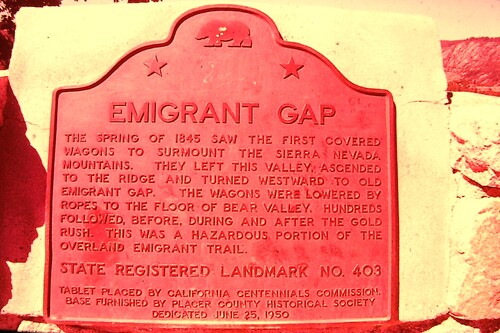 EMIGRANT GAP
THE SPRING OF 1845 SAW THE FIRST COVERED
WAGONS TO SURMOUNT THE SIERRA NEVADA
MOUNTAINS. THEY LEFT THIS VALLEY, ASCENDED
TO THE RIDGE AND TURNED WESTWARD TO OLD
EMIGRANT GAP. THE WAGONS WERE LOWERED BY
ROPES TO THE FLOOR OF BEAR VALLEY. HUNDREDS
FOLLOWED, BEFORE, DURING AND AFTER THE GOLD
RUSH. THIS WAS A HAZARDOUS PORTION OF THE
OVERLAND EMIGRANT TRAIL.
STATE REGISTERED LANDMARK NO. 403
TABLET PLACED BY CALIFORNIA CENTENNIALS COMMISSION.
BASE FURNISHED BY PLACER COUNTY HISTORICAL SOCIETY
DEDICATED JUNE 25, 1950